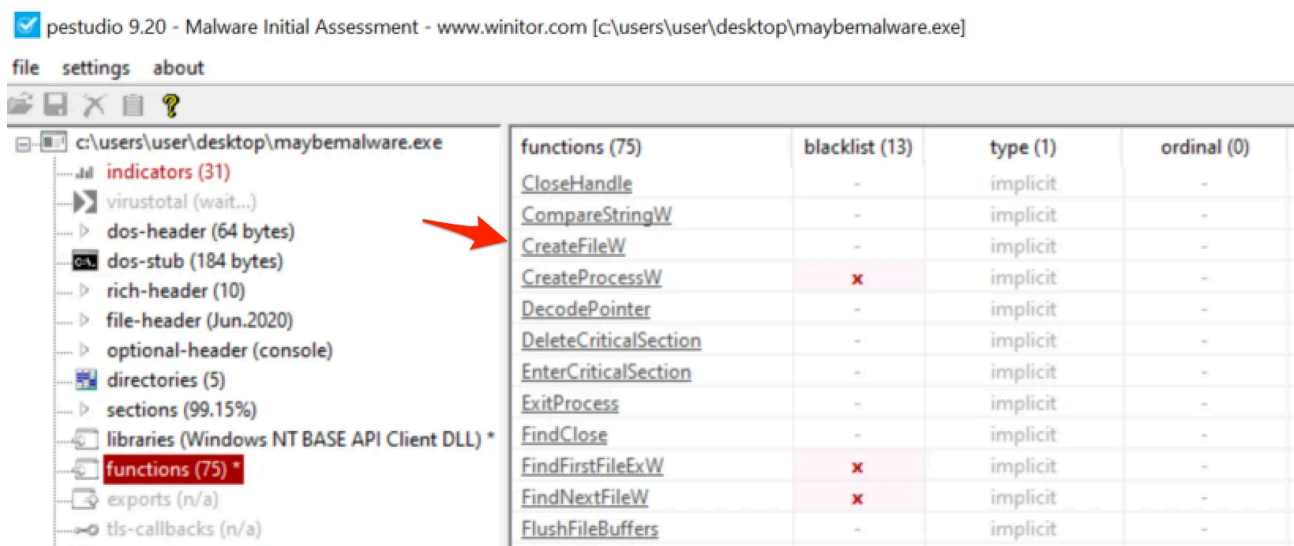 pestudio 9.20 - Malware Initial Assessment - www.winitor.com [c:\users\user\desktop\maybemalware.exe]
file settings about
c:\users\user\desktop\maybemalware.exe
indicators (31)
virustotal (wait...)
dos-header (64 bytes)
dos-stub (184 bytes)
rich-header (10)
file-header (Jun.2020)
optional-header (console)
directories (5)
sections (99.15%)
libraries (Windows NT BASE API Client DLL) *
functions (75) *
exports (n/a)
tls-callbacks (n/a)
functions (75) blacklist (13) type (1) ordinal (0)
CloseHandle - implicit -
CompareStringW - implicit -
CreateFileW - implicit -
CreateProcessW x implicit -
DecodePointer - implicit -
DeleteCriticalSection - implicit -
EnterCriticalSection - implicit -
ExitProcess - implicit -
FindClose - implicit -
FindFirstFileExW x implicit -
FindNextFileW x implicit -
FlushFileBuffers - implicit -